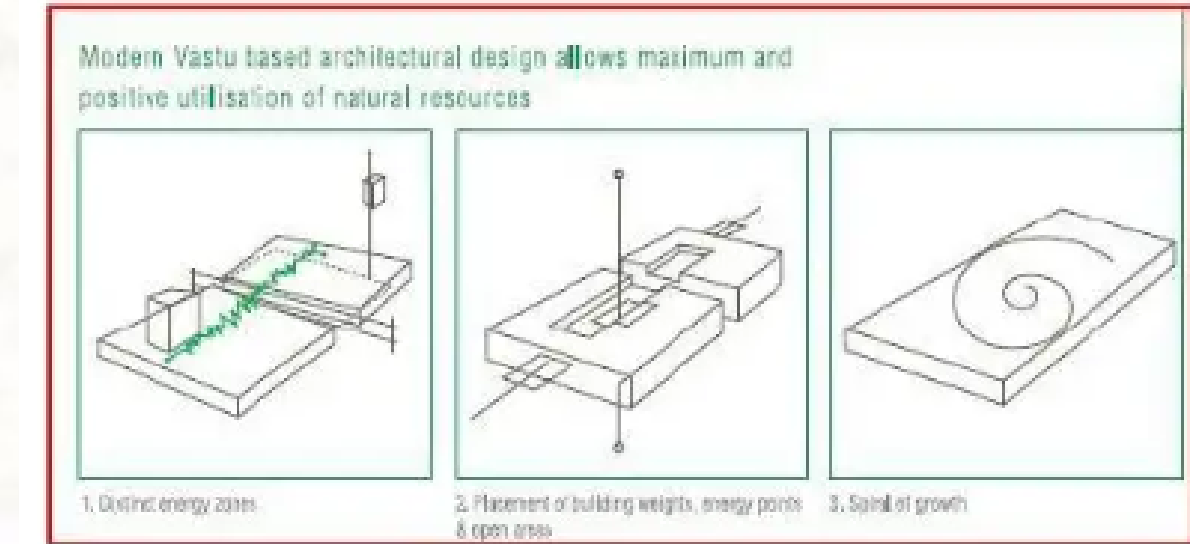 Modern Vastu based architectural design allows maximum and
positive utilisation of natural resources
1. Distinct energy zones
2. Placement of building weights, energy points
& open areas
3. Spiral of growth